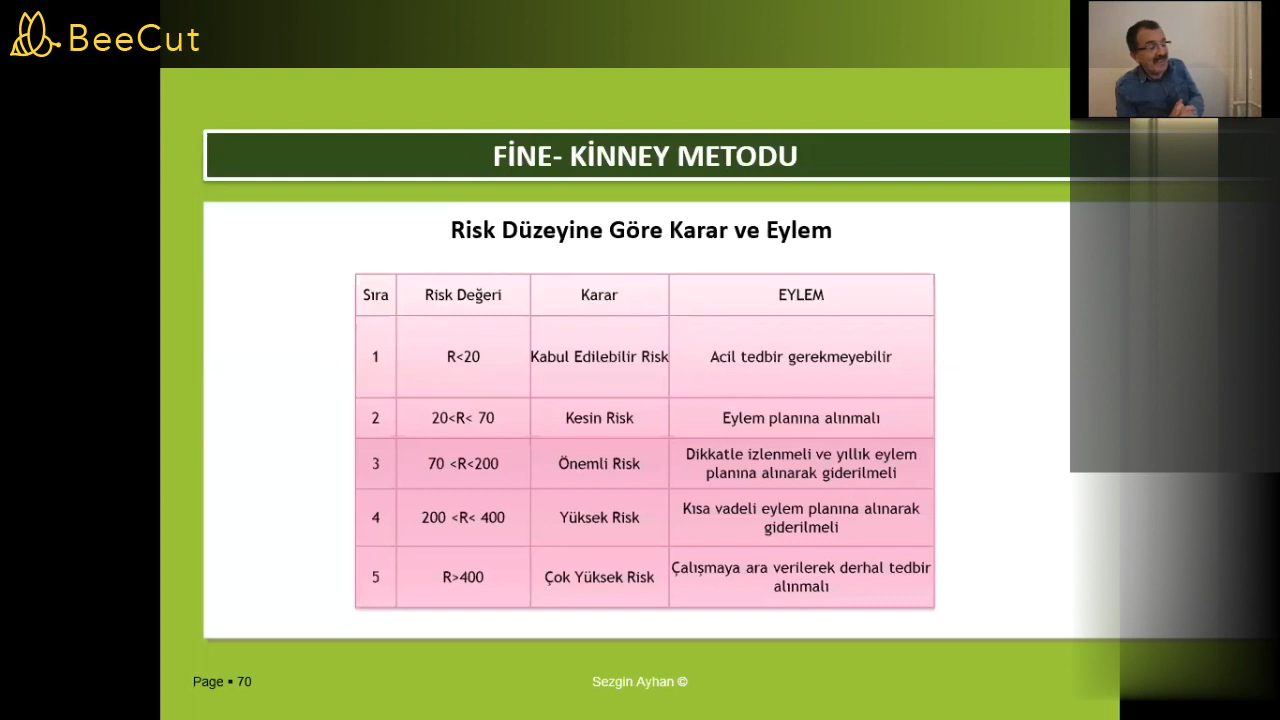 BeeCut
FİNE- KİNNEY METODU
Risk Düzeyine Göre Karar ve Eylem
Sıra Risk Değeri Karar EYLEM
1 R<20 Kabul Edilebilir Risk Acil tedbir gerekmeyebilir
2 20<R< 70 Kesin Risk Eylem planına alınmalı
3 70 <R<200 Önemli Risk Dikkatle izlenmeli ve yıllık eylem
planına alınarak giderilmeli
4 200 <R< 400 Yüksek Risk Kısa vadeli eylem planına alınarak
giderilmeli
5 R>400 Çok Yüksek Risk Çalışmaya ara verilerek derhal tedbir
alınmalı
Page ▪ 70 Sezgin Ayhan ©